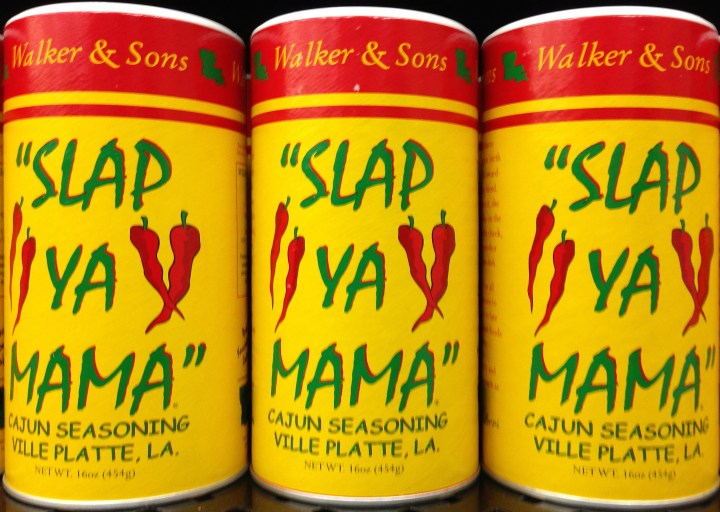 Walker & Sons
"SLAP
YA
MAMA"
CAJUN SEASONING
VILLE PLATTE, LA.
NET WT. 16oz (454g)
Walker & Sons
"SLAP
YA
MAMA"
CAJUN SEASONING
VILLE PLATTE, LA.
NET WT. 16oz (454g)
Walker & Sons
"SLAP
YA
MAMA"
CAJUN SEASONING
VILLE PLATTE, LA.
NET WT. 16oz (454g)